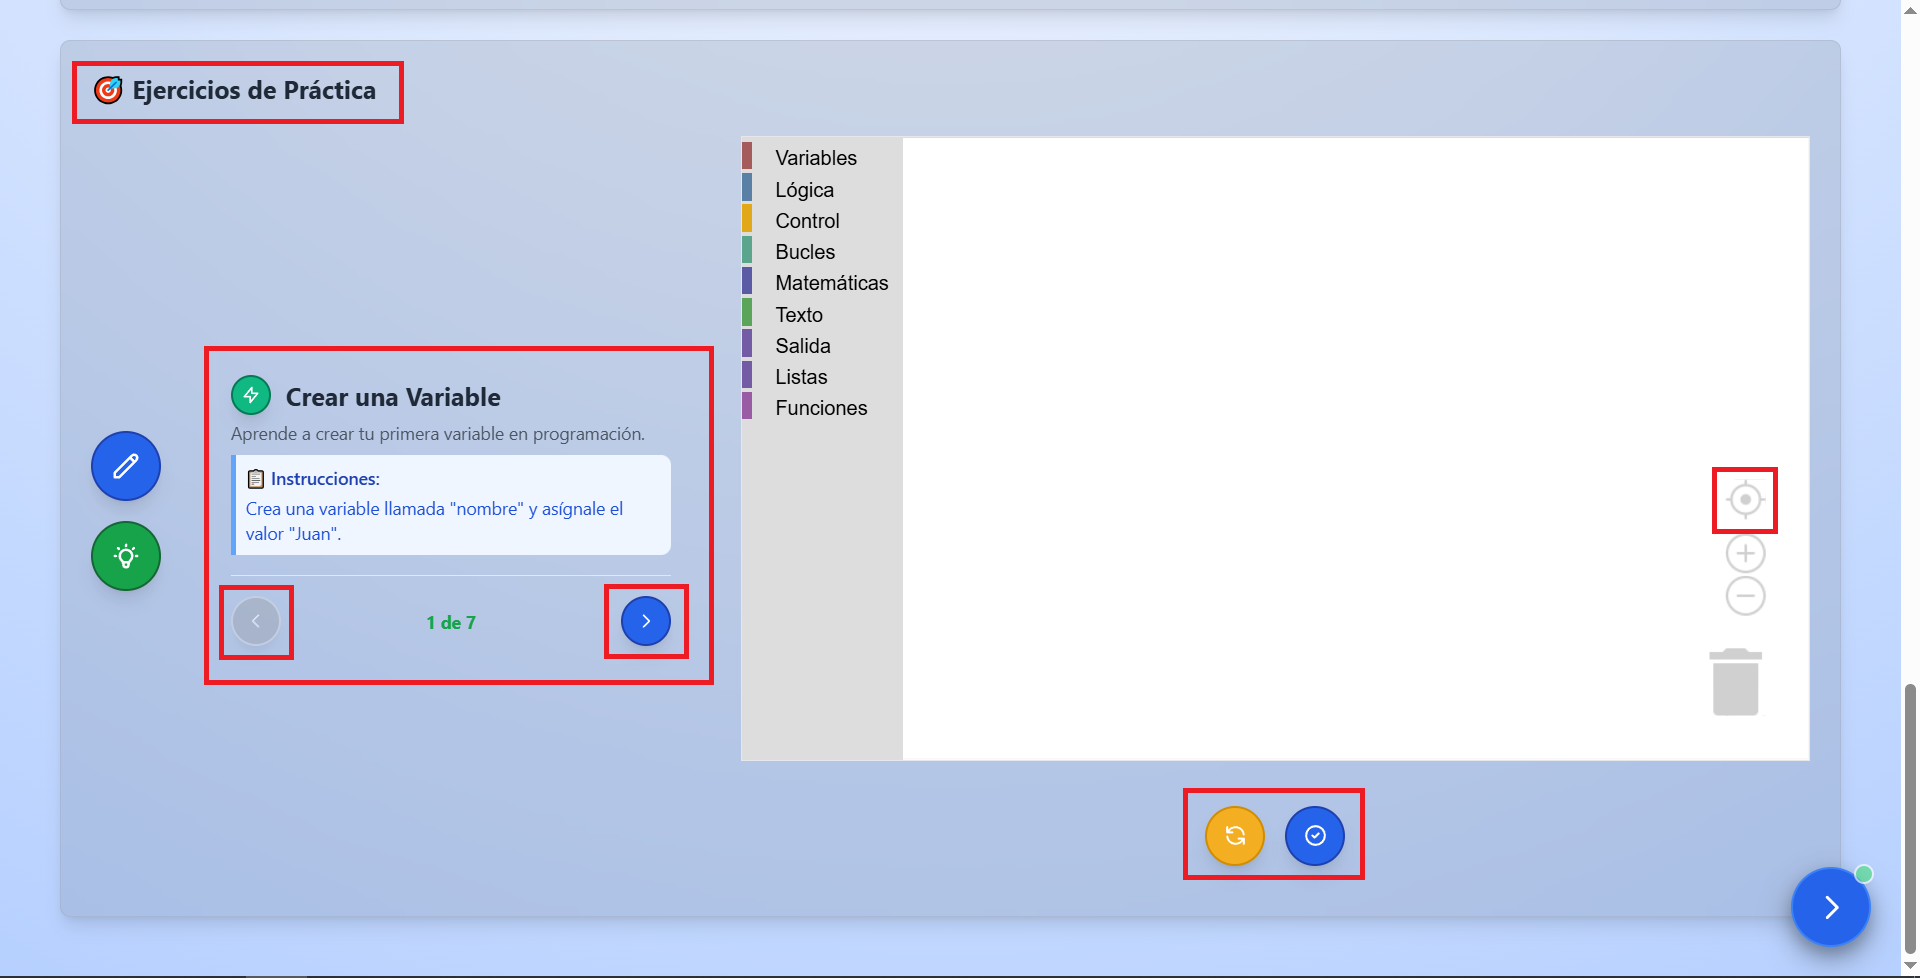 Ejercicios de Práctica
Crear una Variable
Aprende a crear tu primera variable en programación.
Instrucciones:
Crea una variable llamada "nombre" y asígnale el
valor "Juan".
1 de 7
Variables
Lógica
Control
Bucles
Matemáticas
Texto
Salida
Listas
Funciones